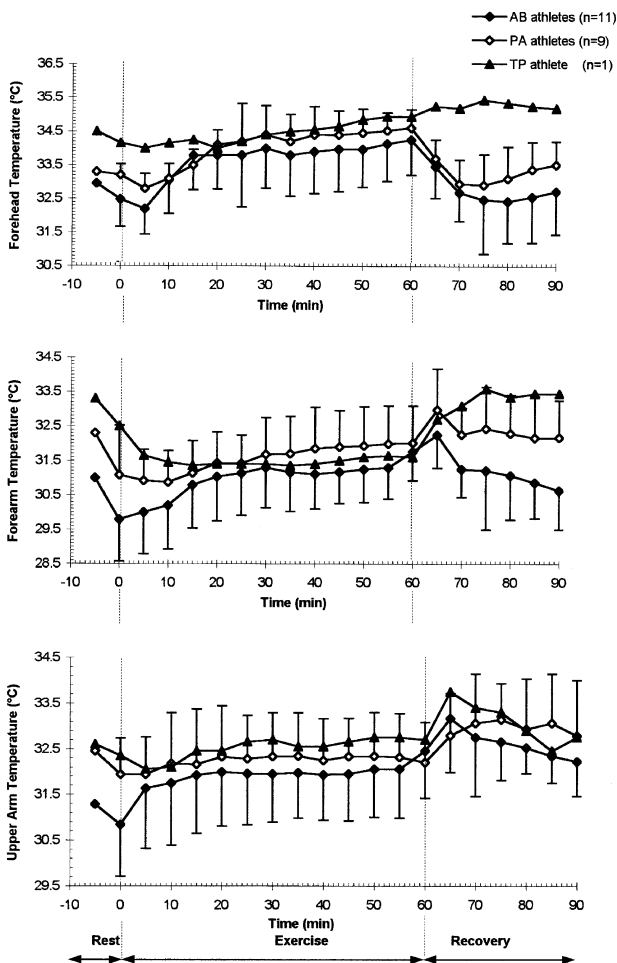 AB athletes (n=11)
PA athletes (n=9)
TP athlete (n=1)
Forehead Temperature (°C)
36.5
35.5
34.5
33.5
32.5
31.5
30.5
-10 0 10 20 30 40 50 60 70 80 90
Time (min)
Forearm Temperature (°C)
34.5
33.5
32.5
31.5
30.5
29.5
28.5
-10 0 10 20 30 40 50 60 70 80 90
Time (min)
Upper Arm Temperature (°C)
34.5
33.5
32.5
31.5
30.5
29.5
-10 0 10 20 30 40 50 60 70 80 90
Time (min)
Rest Exercise Recovery